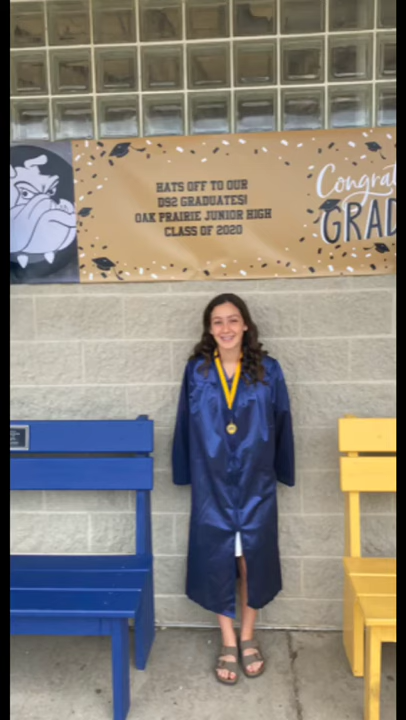 HATS OFF TO OUR
D92 GRADUATES!
OAK PRAIRIE JUNIOR HIGH
CLASS OF 2020
Congrat
GRAD